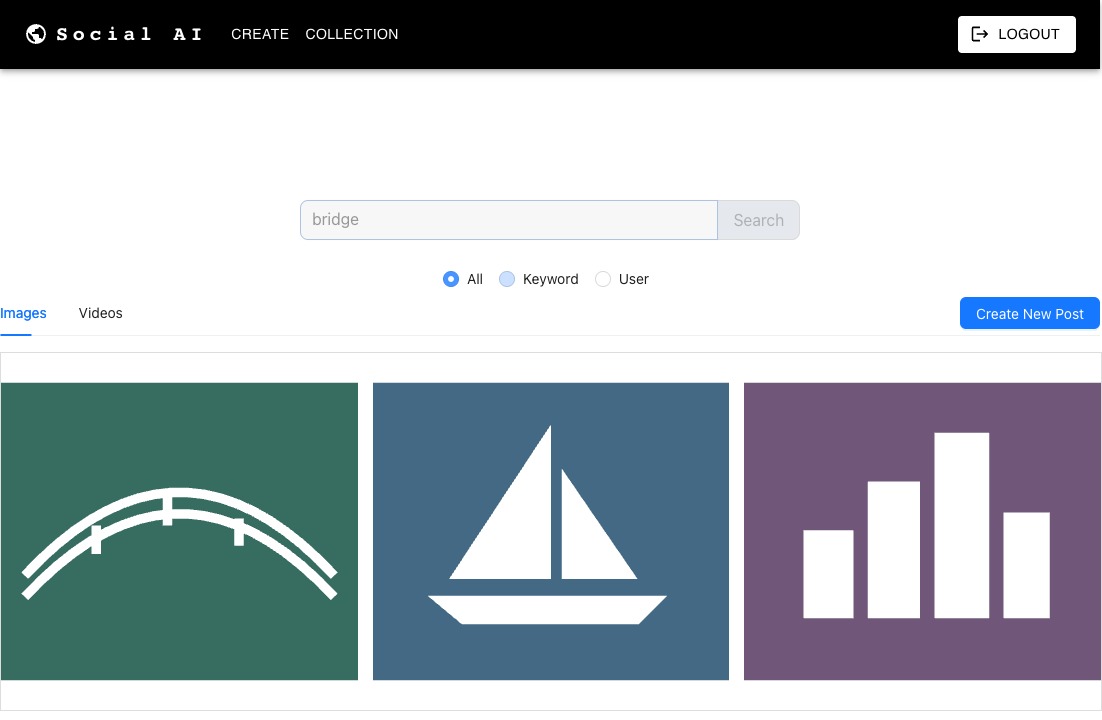 Social AI CREATE COLLECTION LOGOUT
bridge Search
All Keyword User
Images Videos Create New Post